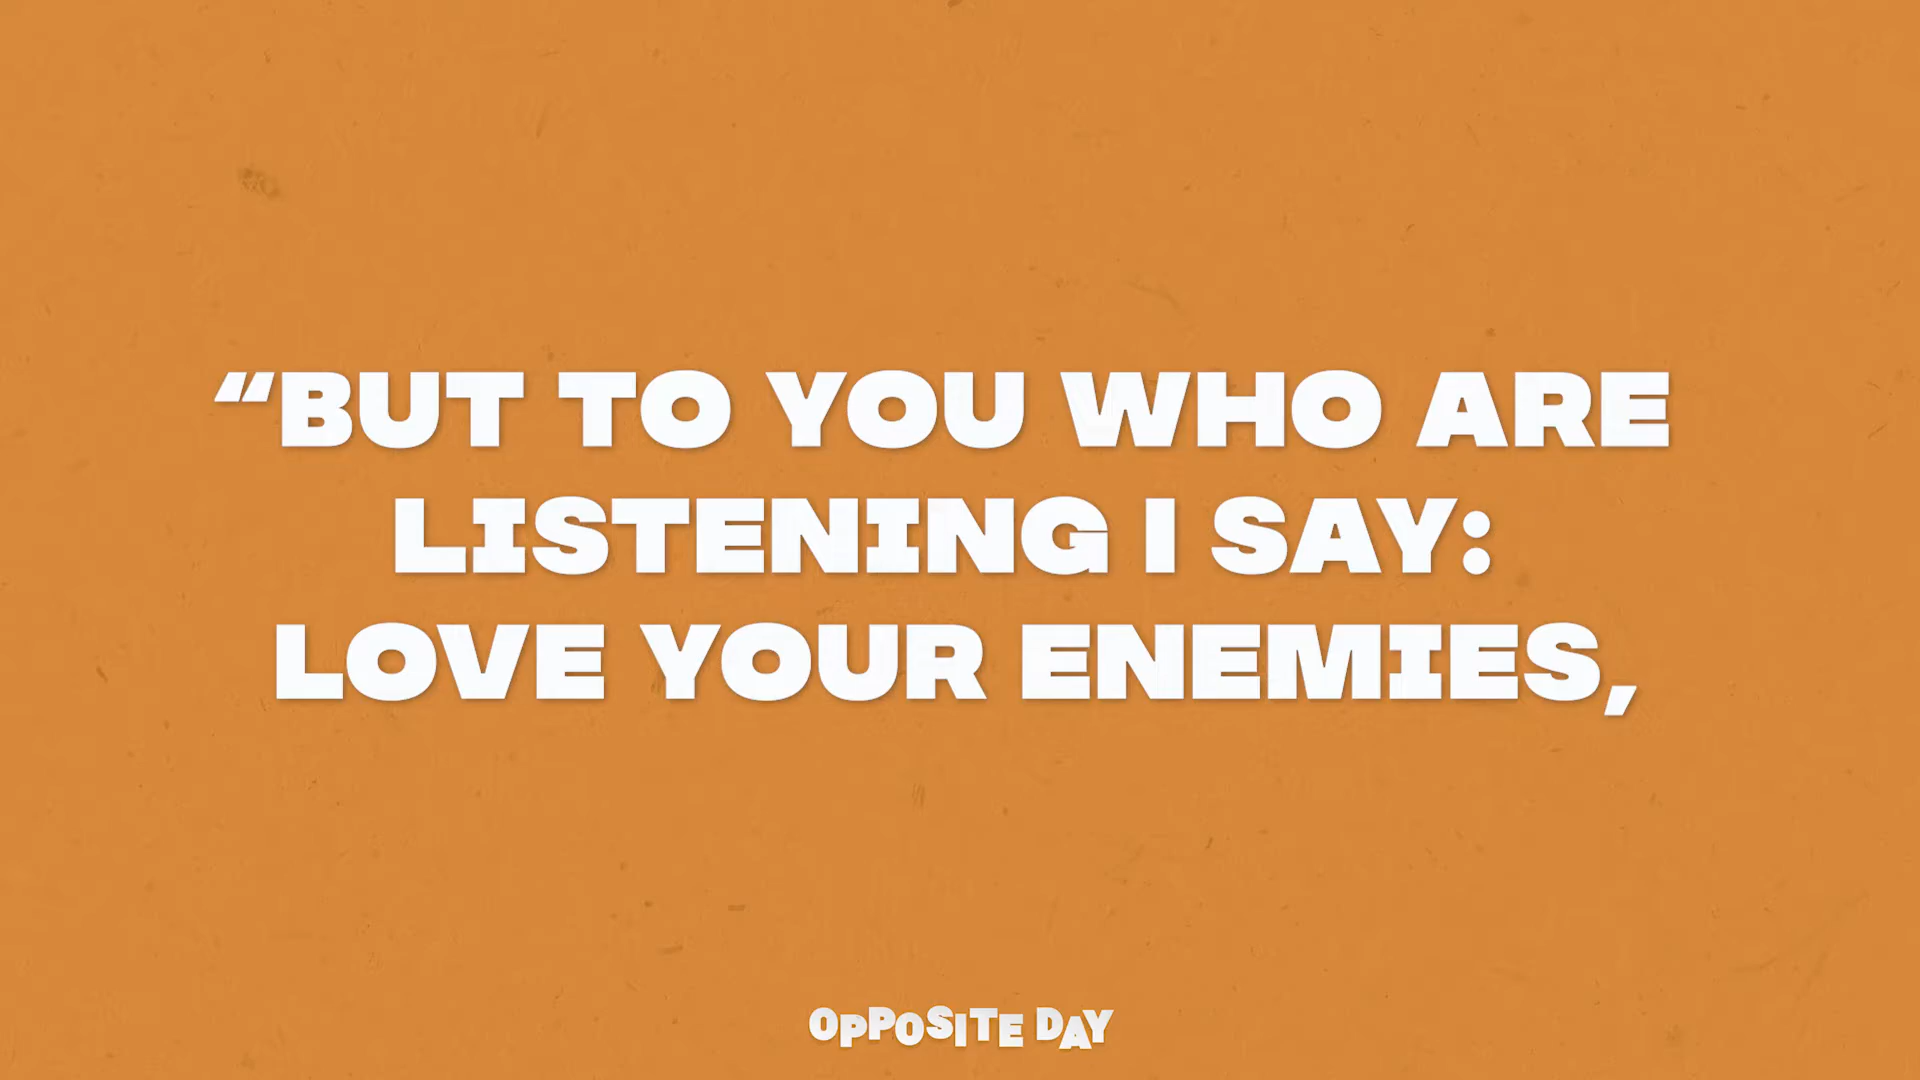 “BUT TO YOU WHO ARE
LISTENING I SAY:
LOVE YOUR ENEMIES,
OPPOSITE DAY